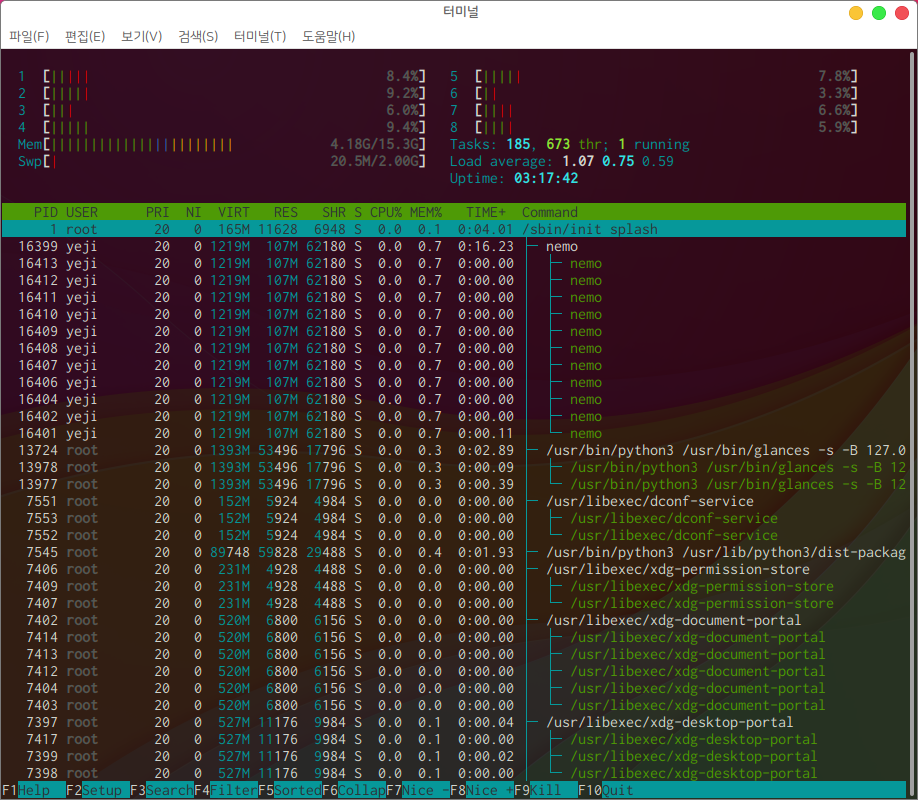 터미널
파일(F) 편집(E) 보기(V) 검색(S) 터미널(T) 도움말(H)
1 [||||| 8.4%] 5 [||||| 7.8%]
2 [||||| 9.2%] 6 [|| 3.3%]
3 [||| 6.0%] 7 [|||| 6.6%]
4 [||||| 9.4%] 8 [|||| 5.9%]
Mem[||||||||||||||||||||||| 4.18G/15.3G] Tasks: 185, 673 thr; 1 running
Swp[| 20.5M/2.00G] Load average: 1.07 0.75 0.59
Uptime: 03:17:42
PID USER PRI NI VIRT RES SHR S CPU% MEM% TIME+ Command
1 root 20 0 165M 11628 6948 S 0.0 0.1 0:04.01 /sbin/init splash
16399 yeji 20 0 1219M 107M 62180 S 0.0 0.7 0:16.23 ├─ nemo
16413 yeji 20 0 1219M 107M 62180 S 0.0 0.7 0:00.00 │ ├─ nemo
16412 yeji 20 0 1219M 107M 62180 S 0.0 0.7 0:00.00 │ ├─ nemo
16411 yeji 20 0 1219M 107M 62180 S 0.0 0.7 0:00.00 │ ├─ nemo
16410 yeji 20 0 1219M 107M 62180 S 0.0 0.7 0:00.00 │ ├─ nemo
16409 yeji 20 0 1219M 107M 62180 S 0.0 0.7 0:00.00 │ ├─ nemo
16408 yeji 20 0 1219M 107M 62180 S 0.0 0.7 0:00.00 │ ├─ nemo
16407 yeji 20 0 1219M 107M 62180 S 0.0 0.7 0:00.00 │ ├─ nemo
16406 yeji 20 0 1219M 107M 62180 S 0.0 0.7 0:00.00 │ ├─ nemo
16404 yeji 20 0 1219M 107M 62180 S 0.0 0.7 0:00.00 │ ├─ nemo
16402 yeji 20 0 1219M 107M 62180 S 0.0 0.7 0:00.00 │ ├─ nemo
16401 yeji 20 0 1219M 107M 62180 S 0.0 0.7 0:00.11 │ └─ nemo
13724 root 20 0 1393M 53496 17796 S 0.0 0.3 0:02.89 ├─ /usr/bin/python3 /usr/bin/glances -s -B 127.0
13978 root 20 0 1393M 53496 17796 S 0.0 0.3 0:00.09 │ ├─ /usr/bin/python3 /usr/bin/glances -s -B 12
13977 root 20 0 1393M 53496 17796 S 0.0 0.3 0:00.39 │ └─ /usr/bin/python3 /usr/bin/glances -s -B 12
7551 root 20 0 152M 5924 4984 S 0.0 0.0 0:00.01 ├─ /usr/libexec/dconf-service
7553 root 20 0 152M 5924 4984 S 0.0 0.0 0:00.00 │ ├─ /usr/libexec/dconf-service
7552 root 20 0 152M 5924 4984 S 0.0 0.0 0:00.00 │ └─ /usr/libexec/dconf-service
7545 root 20 0 89748 59828 29488 S 0.0 0.4 0:01.93 ├─ /usr/bin/python3 /usr/lib/python3/dist-packag
7406 root 20 0 231M 4928 4488 S 0.0 0.0 0:00.00 ├─ /usr/libexec/xdg-permission-store
7409 root 20 0 231M 4928 4488 S 0.0 0.0 0:00.00 │ ├─ /usr/libexec/xdg-permission-store
7407 root 20 0 231M 4928 4488 S 0.0 0.0 0:00.00 │ └─ /usr/libexec/xdg-permission-store
7402 root 20 0 520M 6800 6156 S 0.0 0.0 0:00.00 ├─ /usr/libexec/xdg-document-portal
7414 root 20 0 520M 6800 6156 S 0.0 0.0 0:00.00 │ ├─ /usr/libexec/xdg-document-portal
7413 root 20 0 520M 6800 6156 S 0.0 0.0 0:00.00 │ ├─ /usr/libexec/xdg-document-portal
7412 root 20 0 520M 6800 6156 S 0.0 0.0 0:00.00 │ ├─ /usr/libexec/xdg-document-portal
7404 root 20 0 520M 6800 6156 S 0.0 0.0 0:00.00 │ ├─ /usr/libexec/xdg-document-portal
7403 root 20 0 520M 6800 6156 S 0.0 0.0 0:00.00 │ └─ /usr/libexec/xdg-document-portal
7397 root 20 0 527M 11176 9984 S 0.0 0.1 0:00.04 ├─ /usr/libexec/xdg-desktop-portal
7417 root 20 0 527M 11176 9984 S 0.0 0.1 0:00.00 │ ├─ /usr/libexec/xdg-desktop-portal
7399 root 20 0 527M 11176 9984 S 0.0 0.1 0:00.02 │ ├─ /usr/libexec/xdg-desktop-portal
7398 root 20 0 527M 11176 9984 S 0.0 0.1 0:00.00 │ └─ /usr/libexec/xdg-desktop-portal
F1Help F2Setup F3SearchF4FilterF5SortedF6CollapF7Nice -F8Nice +F9Kill F10Quit